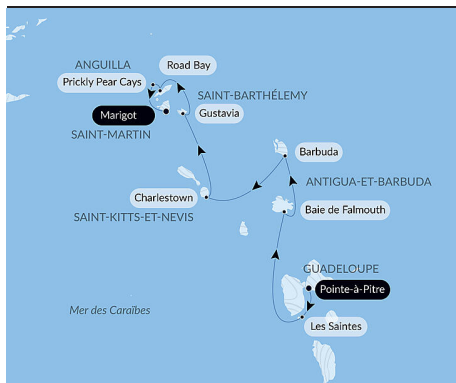 ANGUILLA
Road Bay
Prickly Pear Cays
SAINT-BARTHÉLEMY
Marigot
Gustavia
SAINT-MARTIN
Barbuda
ANTIGUA-ET-BARBUDA
Charlestown
Baie de Falmouth
SAINT-KITTS-ET-NEVIS
GUADELOUPE
Pointe-à-Pitre
Mer des Caraïbes
Les Saintes